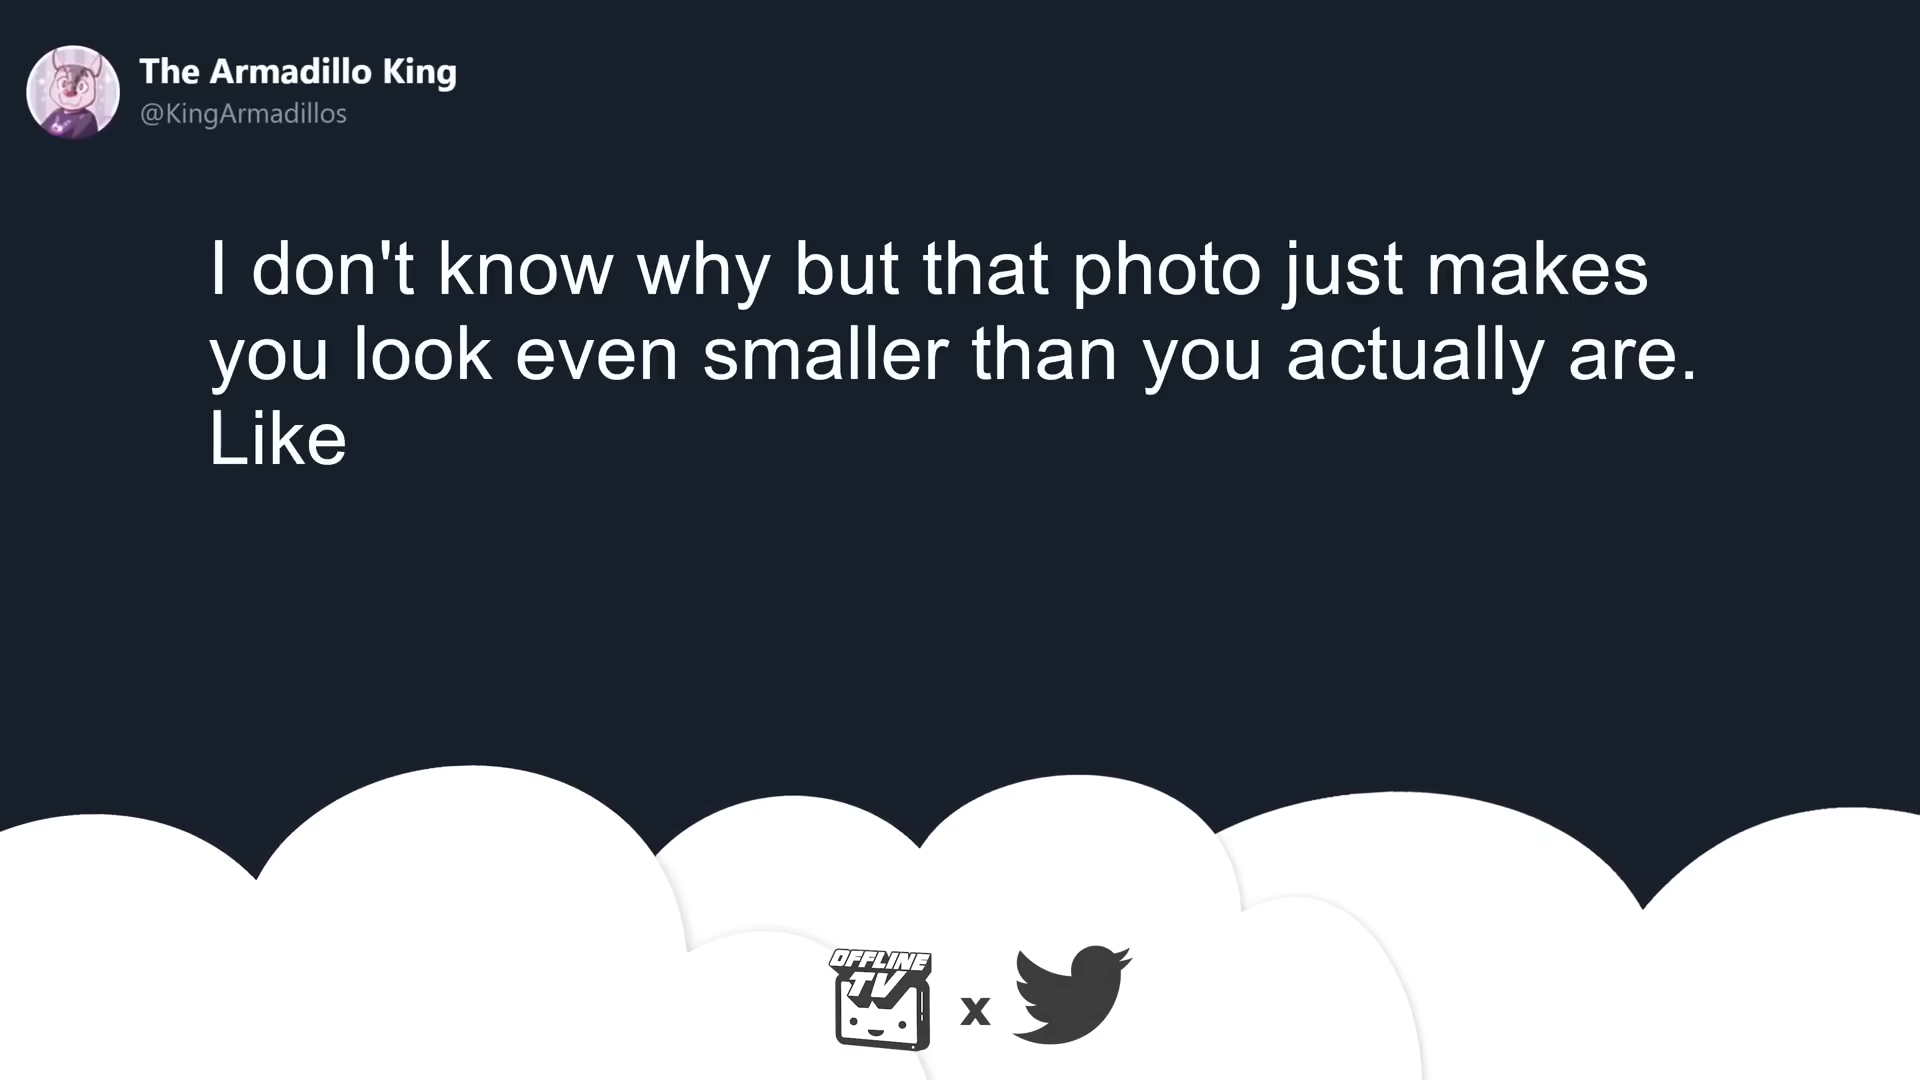 The Armadillo King
@KingArmadillos
I don't know why but that photo just makes
you look even smaller than you actually are.
Like
OFFLINE
TV
x